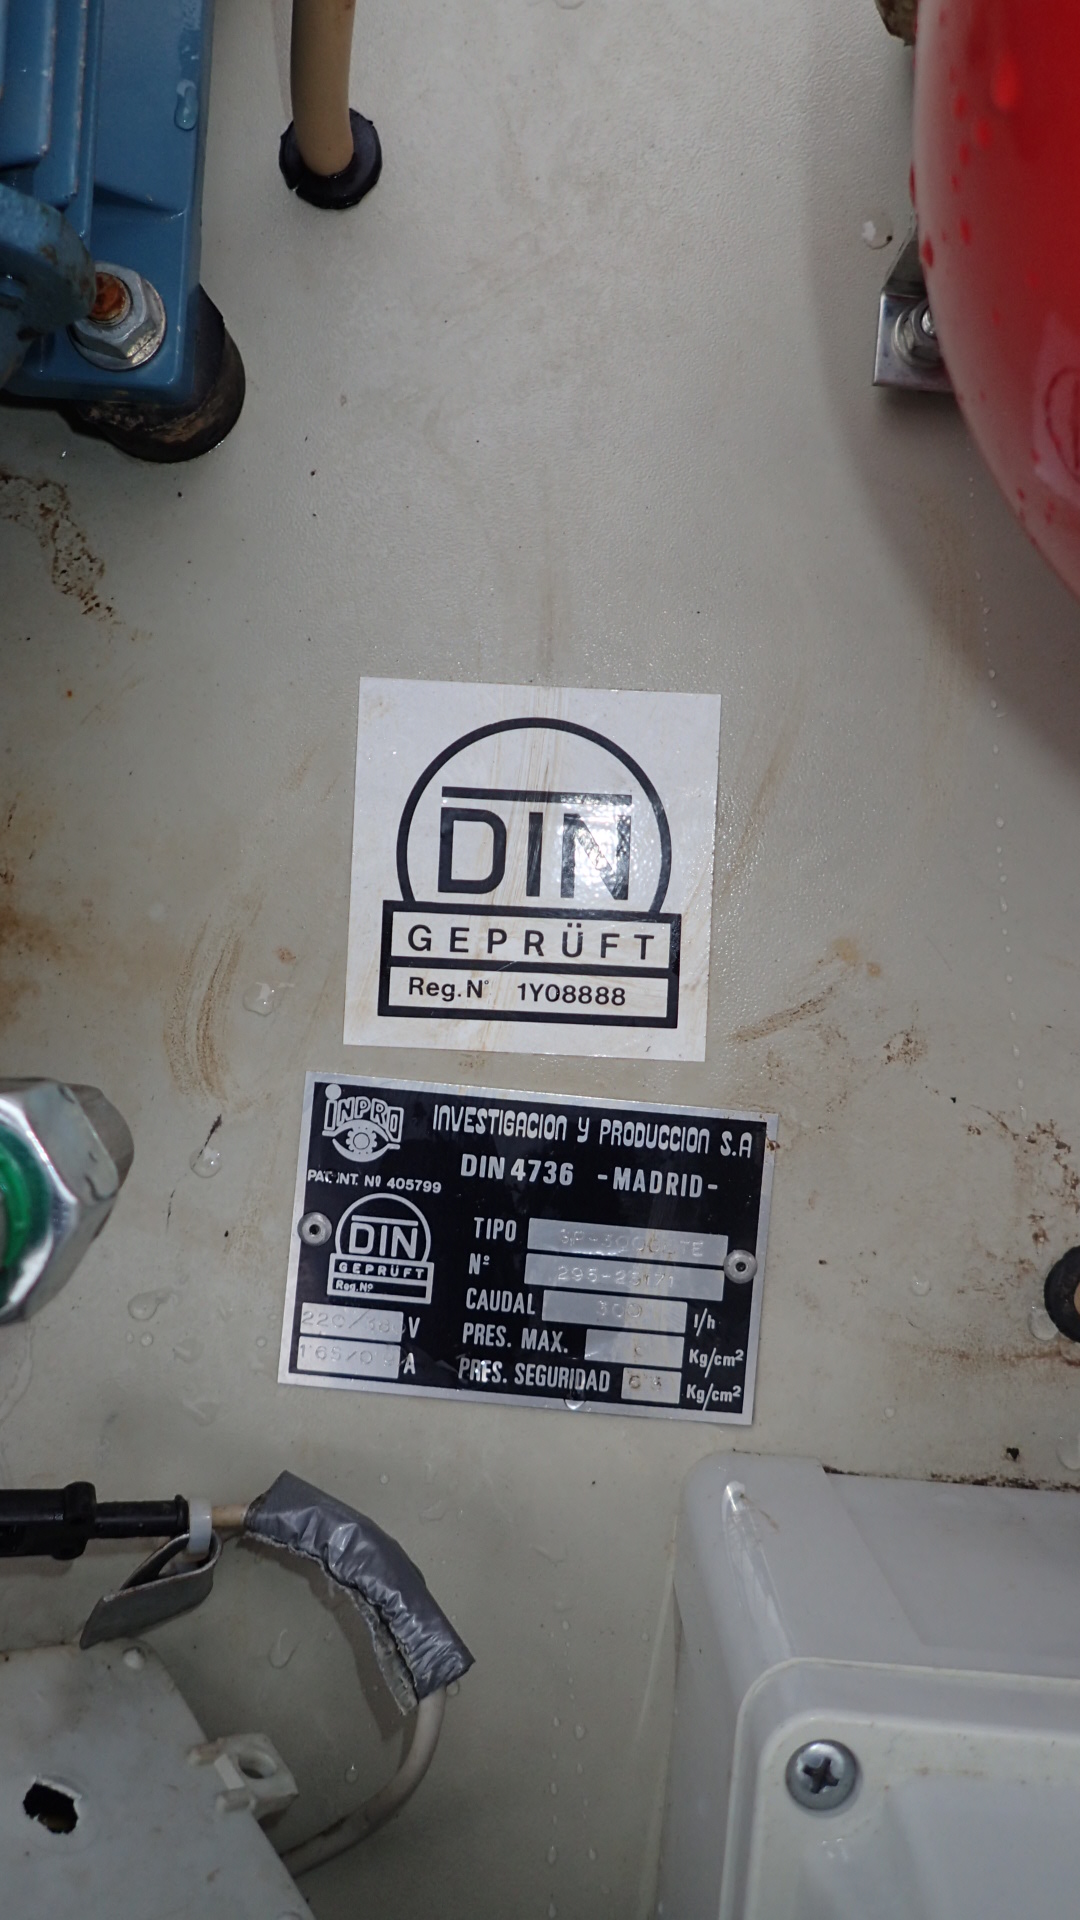 DIN
GEPRÜFT
Reg.N° 1Y08888
INPRO
INVESTIGACION y PRODUCCION S.A
DIN 4736 -MADRID-
PAT. INT. Nº 405799
DIN
GEPRÜFT
Reg.Nº
TIPO
Nº
CAUDAL 300 l/h
PRES. MAX. Kg/cm²
PRES. SEGURIDAD Kg/cm²
V
A